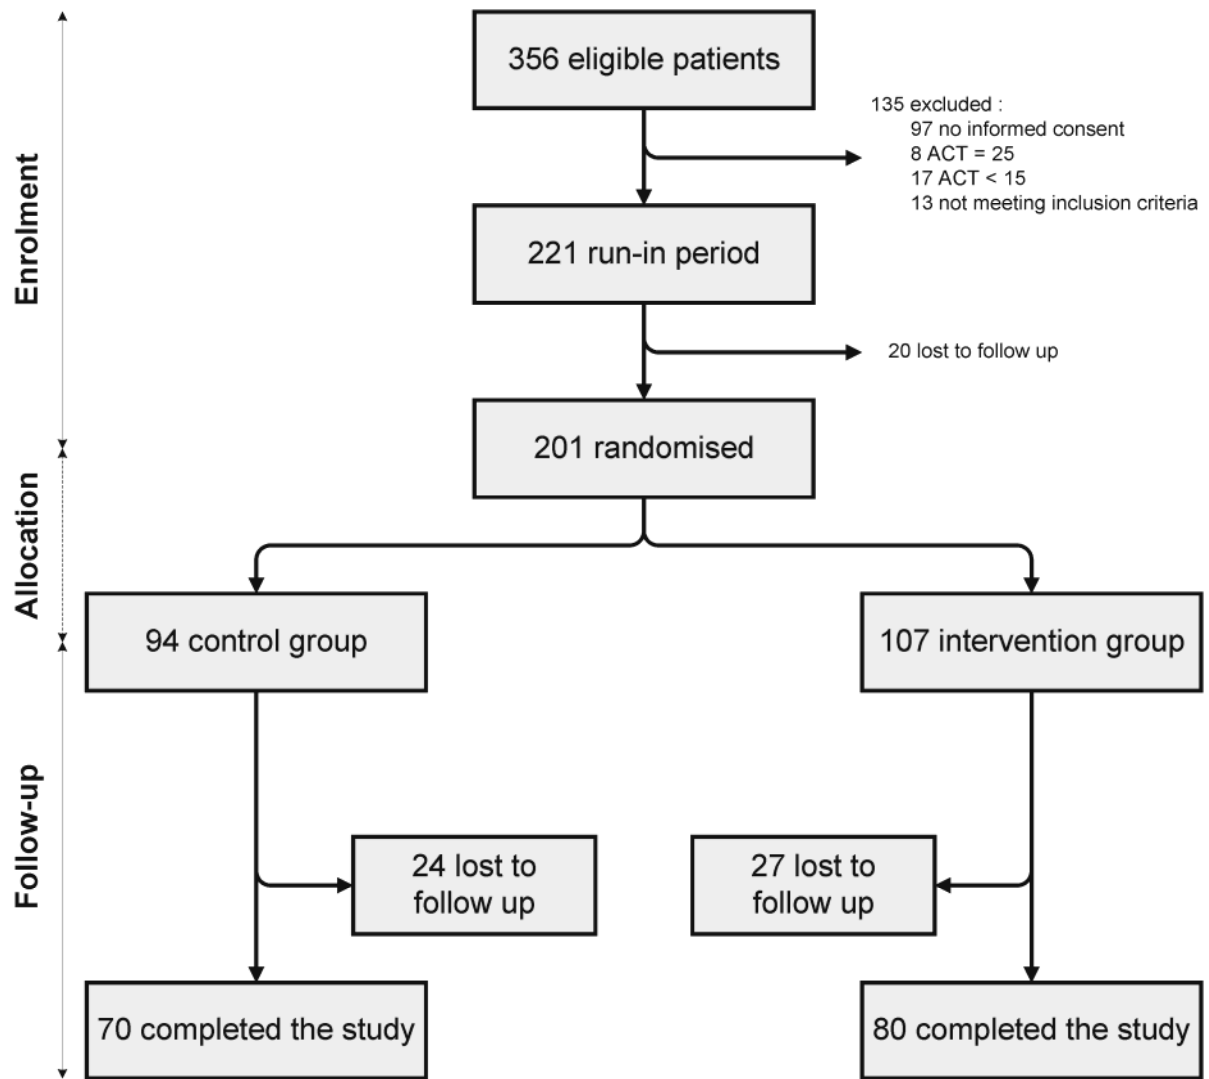 356 eligible patients
135 excluded :
97 no informed consent
8 ACT = 25
17 ACT < 15
13 not meeting inclusion criteria
Enrolment
221 run-in period
20 lost to follow up
201 randomised
Allocation
94 control group
107 intervention group
Follow-up
24 lost to
follow up
27 lost to
follow up
70 completed the study
80 completed the study